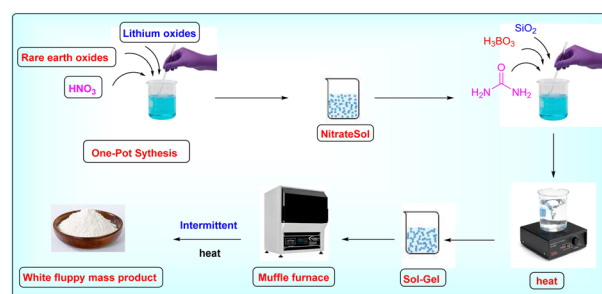 Lithium oxides
Rare earth oxides
HNO₃
One-Pot Sythesis
NitrateSol
SiO₂
H₃BO₃
O
H₂N NH₂
Intermittent
heat
White fluppy mass product
Muffle furnace
Sol-Gel
heat